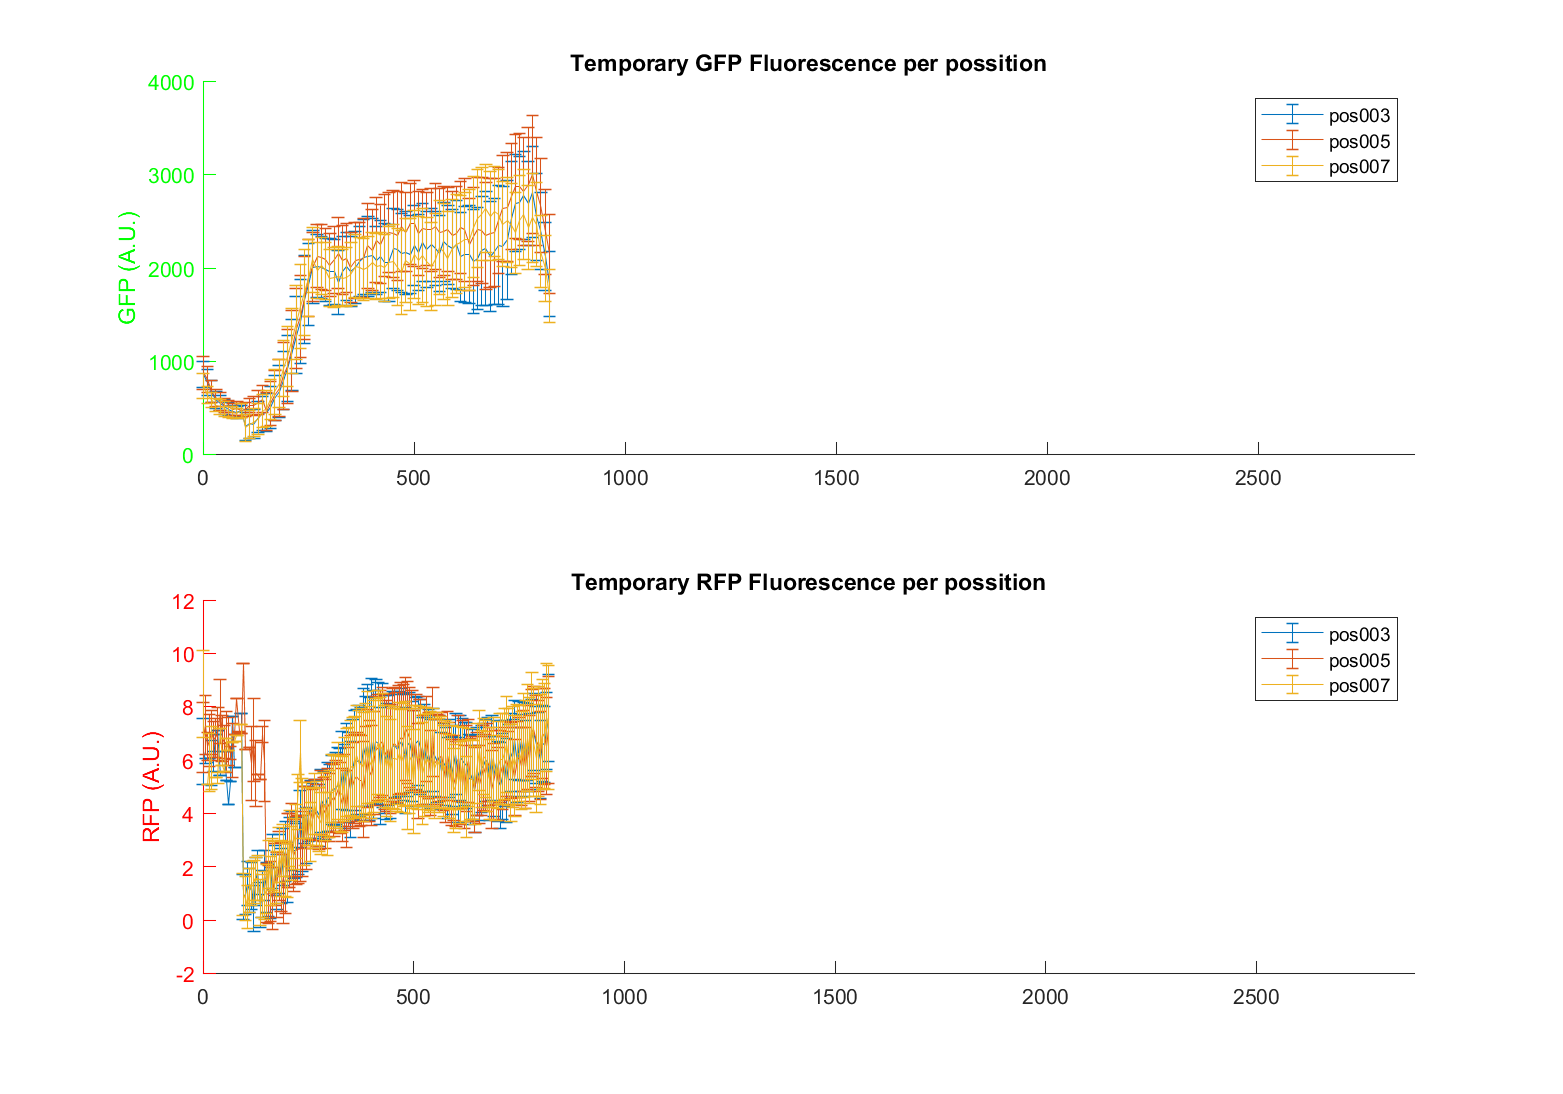 Temporary GFP Fluorescence per possition
GFP (A.U.)
4000
3000
2000
1000
0
0 500 1000 1500 2000 2500
pos003
pos005
pos007
Temporary RFP Fluorescence per possition
RFP (A.U.)
12
10
8
6
4
2
0
-2
0 500 1000 1500 2000 2500
pos003
pos005
pos007